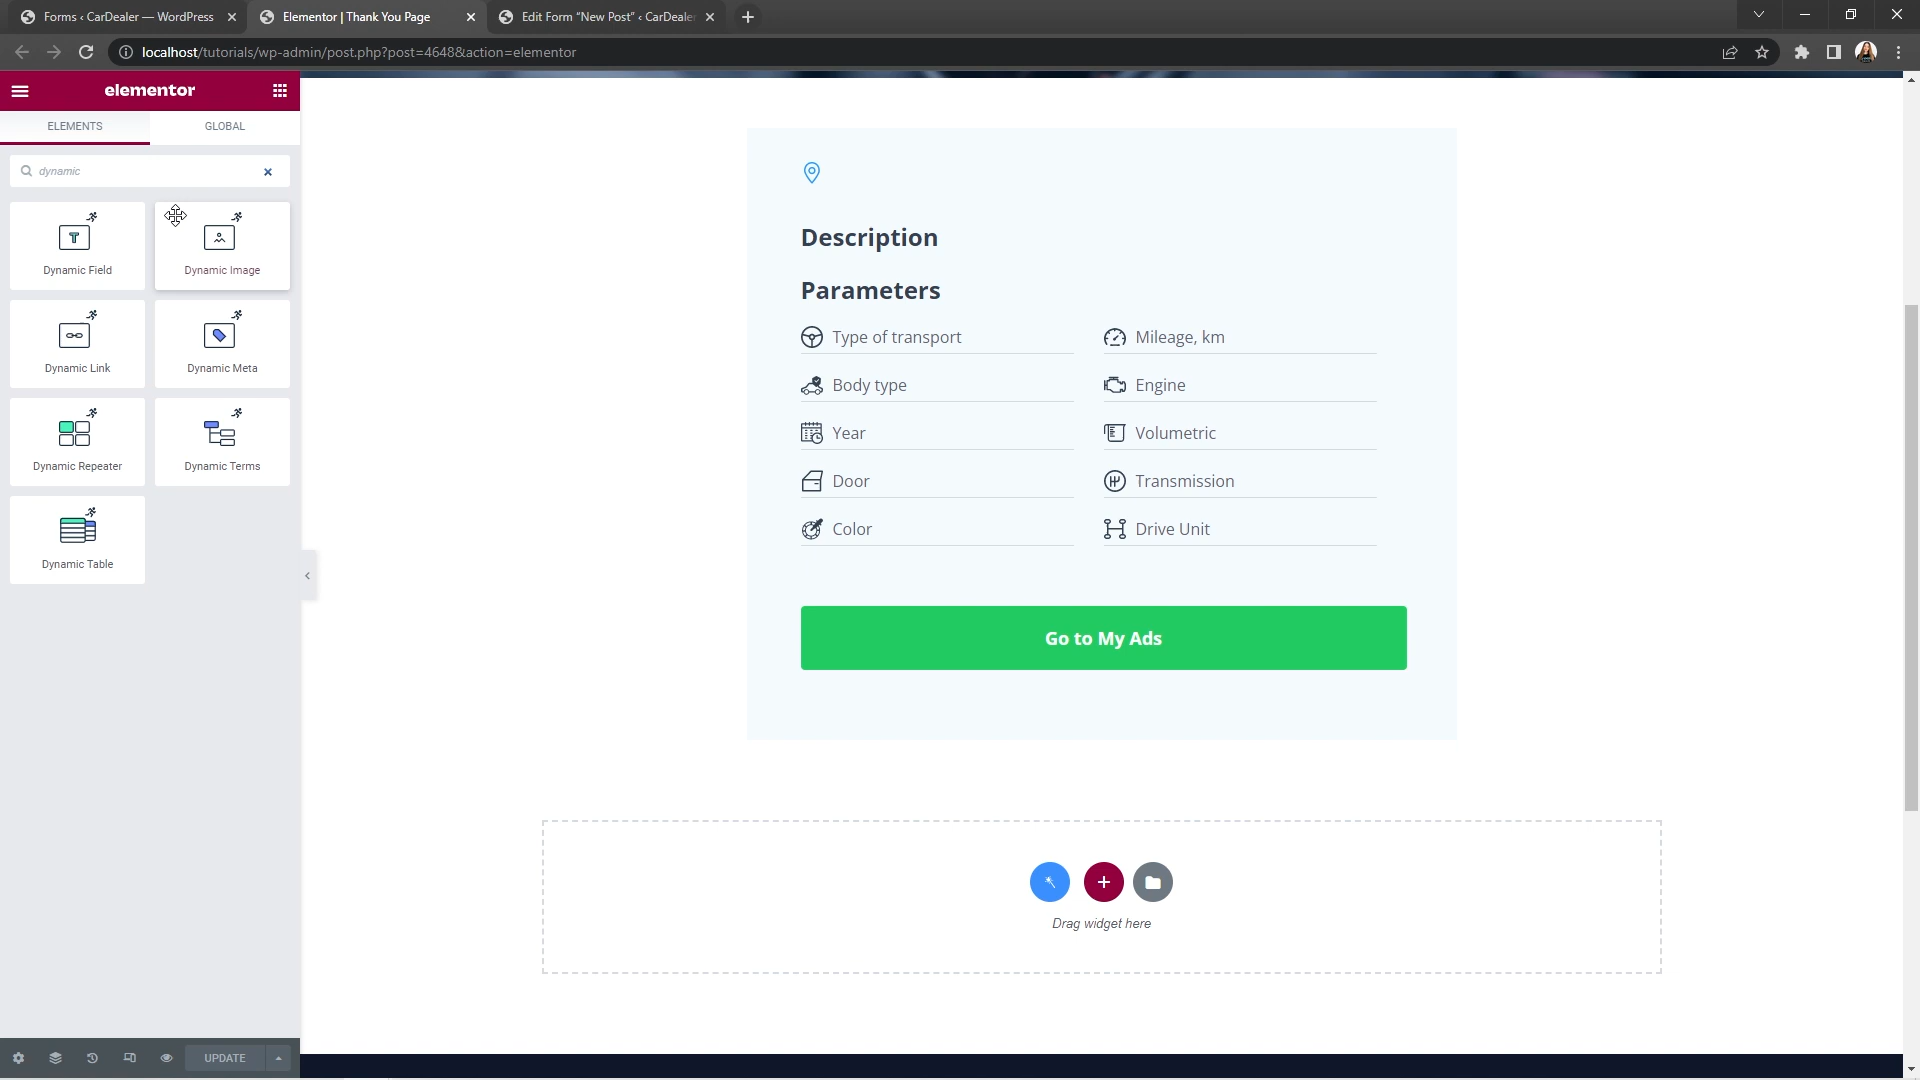 Forms ‹ CarDealer — WordPress
Elementor | Thank You Page
Edit Form "New Post" ‹ CarDealer
localhost/tutorials/wp-admin/post.php?post=4648&action=elementor
elementor
ELEMENTS
GLOBAL
dynamic
Dynamic Field
Dynamic Image
Dynamic Link
Dynamic Meta
Dynamic Repeater
Dynamic Terms
Dynamic Table
UPDATE
Description
Parameters
Type of transport
Mileage, km
Body type
Engine
Year
Volumetric
Door
Transmission
Color
Drive Unit
Go to My Ads
Drag widget here